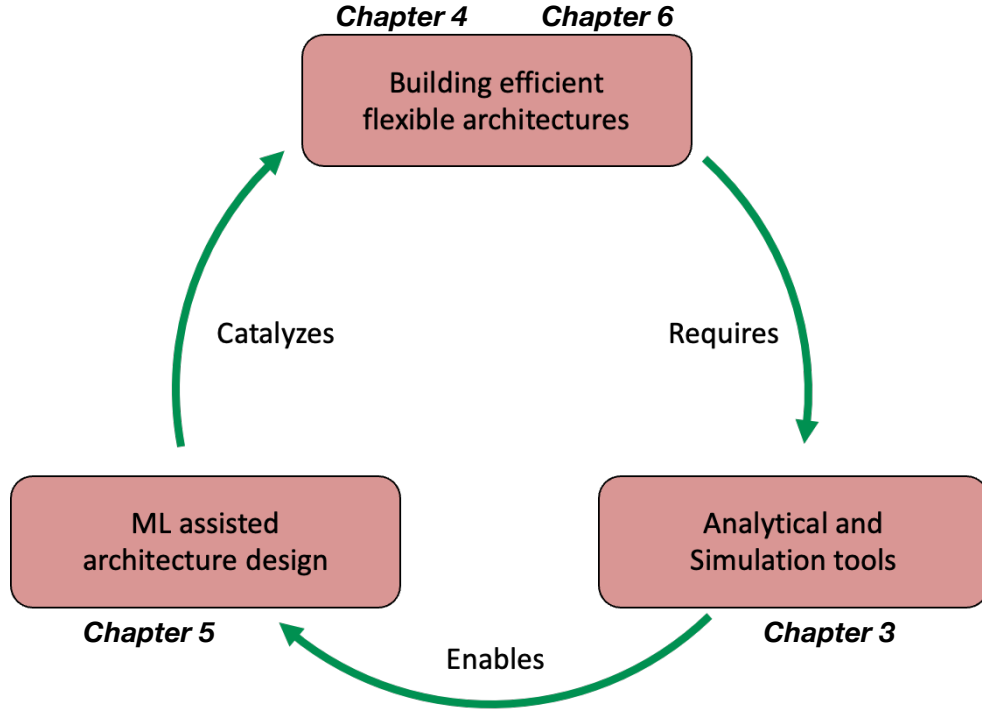 Chapter 4 Chapter 6
Building efficient
flexible architectures
Catalyzes
Requires
ML assisted
architecture design
Analytical and
Simulation tools
Chapter 5
Chapter 3
Enables